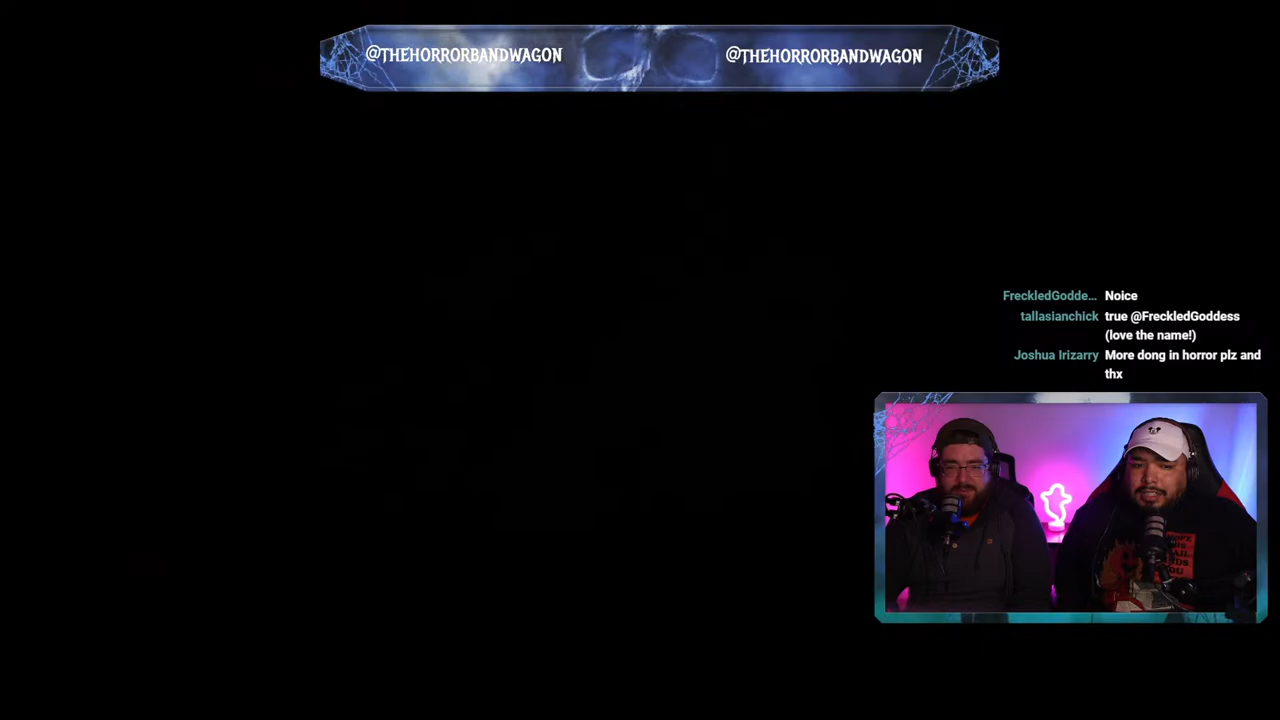 @THEHORRORBANDWAGON @THEHORRORBANDWAGON
FreckledGodde... Noice
tallasianchick true @FreckledGoddess
(love the name!)
Joshua Irizarry More dong in horror plz and
thx